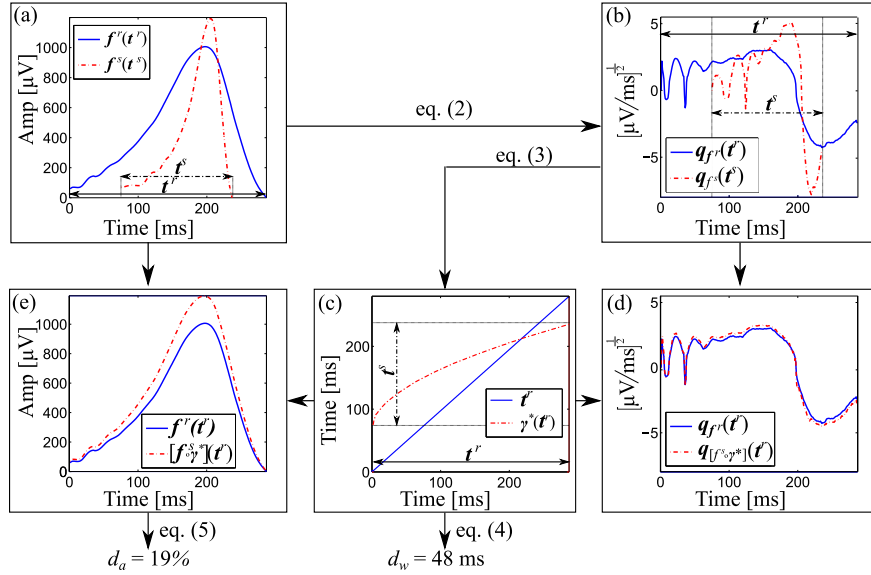 (a)
f^r(t^r)
f^s(t^s)
Amp [µV]
1000
800
600
400
200
0
t^s
t^r
0 100 200
Time [ms]
eq. (2)
eq. (3)
(b)
[µV/ms]^½
5
0
−5
t^r
t^s
q_{f^r}(t^r)
q_{f^s}(t^s)
0 100 200
Time [ms]
(e)
Amp [µV]
1000
800
600
400
200
0
f^r(t^r)
[f^s∘γ*](t^r)
0 100 200
Time [ms]
(c)
Time [ms]
200
100
0
t^s
t^r
γ*(t^r)
t^r
0 100 200
Time [ms]
(d)
[µV/ms]^½
5
0
−5
q_{f^r}(t^r)
q_{[f^s∘γ*]}(t^r)
0 100 200
Time [ms]
eq. (5)
d_a = 19%
eq. (4)
d_w = 48 ms